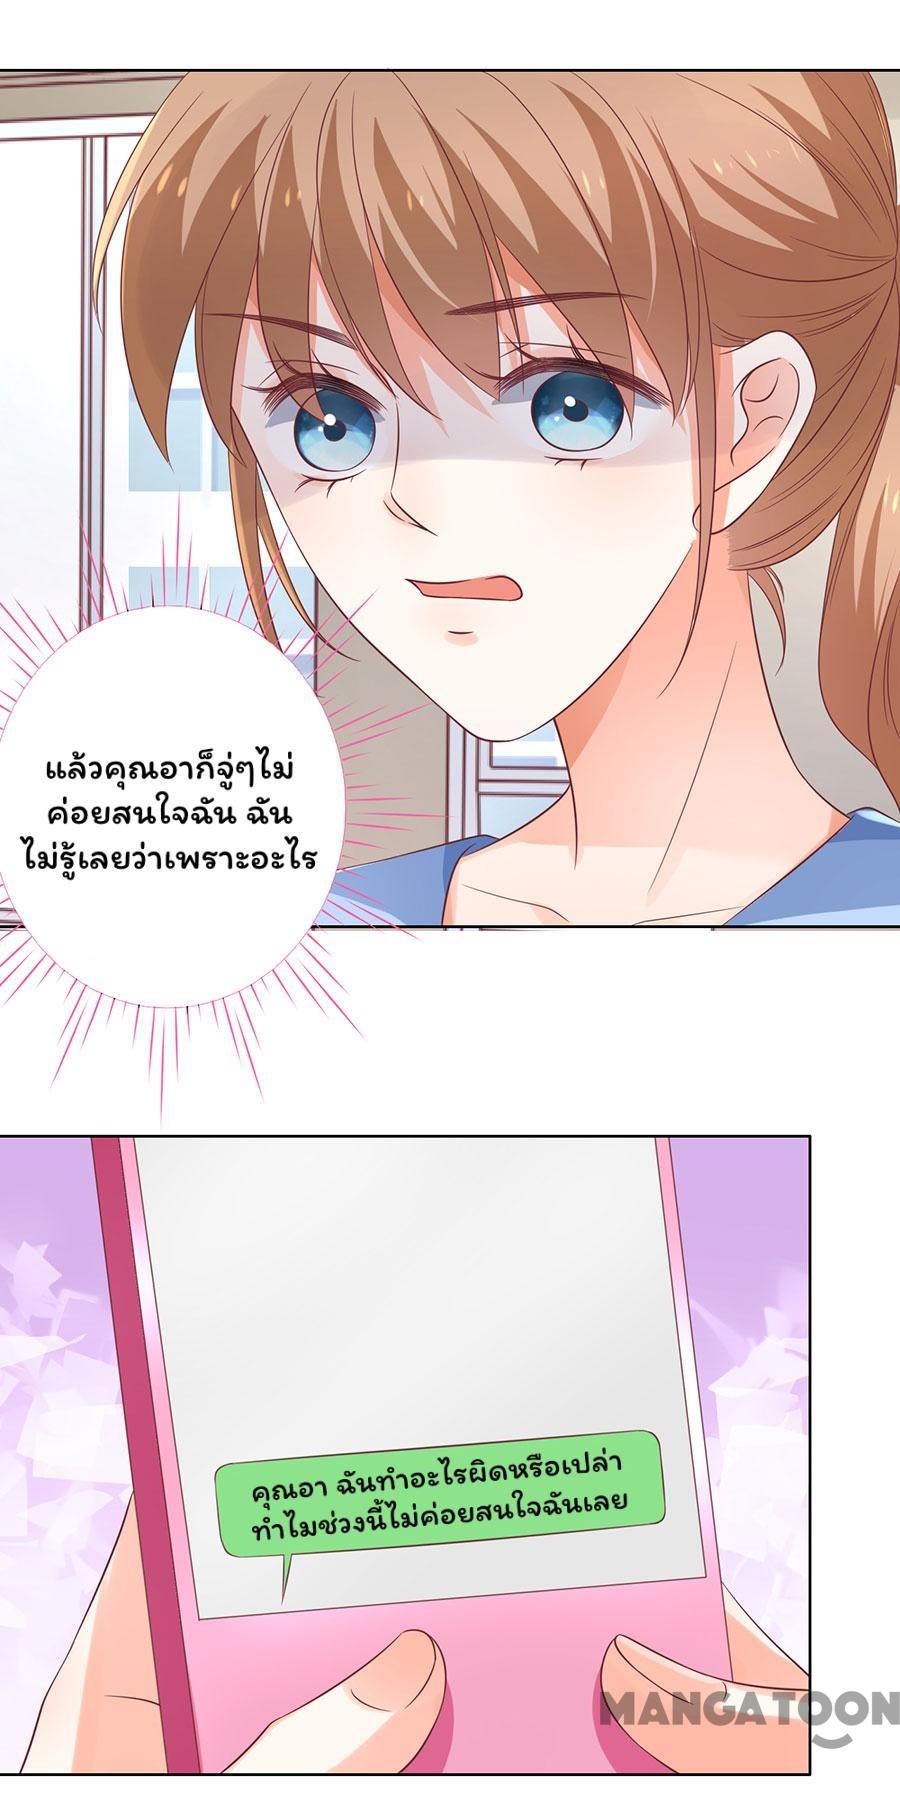 แล้วคุณอาก็จู่ๆไม่
ค่อยสนใจฉัน ฉัน
ไม่รู้เลยว่าเพราะอะไร
คุณอา ฉันทำอะไรผิดหรือเปล่า
ทำไมช่วงนี้ไม่ค่อยสนใจฉันเลย
MANGATOON